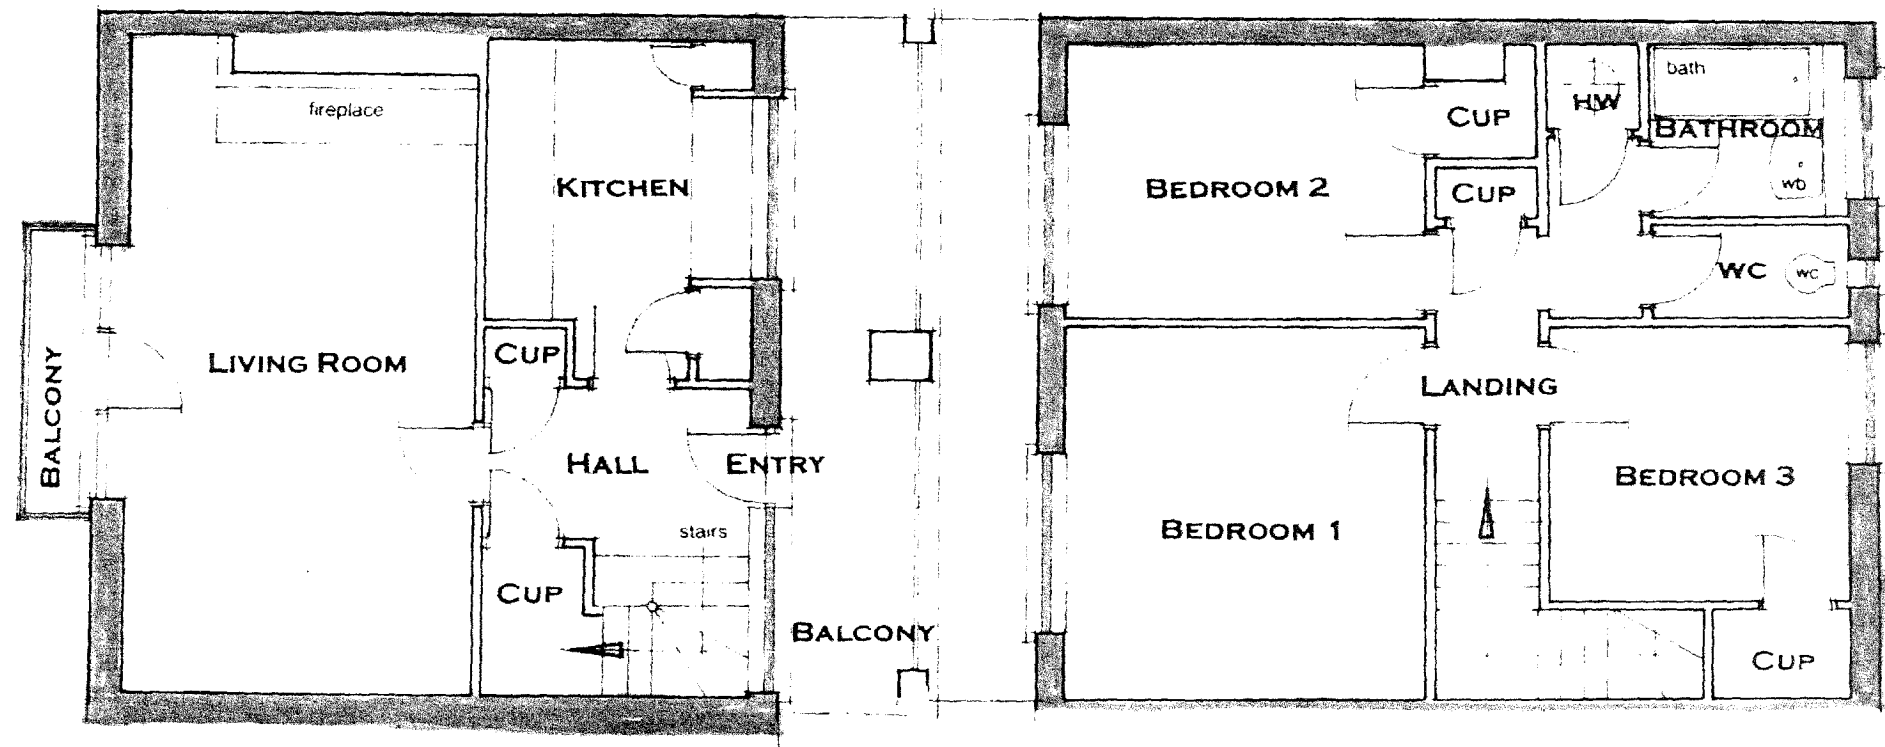 fireplace
KITCHEN
CUP
LIVING ROOM
BALCONY
HALL
ENTRY
stairs
CUP
BALCONY
bath
HW
CUP
BATHROOM
BEDROOM 2
CUP
wb
WC
wc
LANDING
BEDROOM 3
BEDROOM 1
CUP